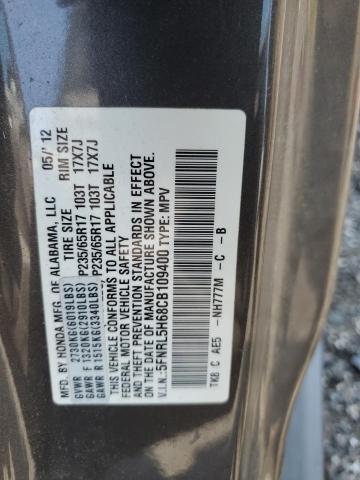 MFD. BY HONDA MFG. OF ALABAMA, LLC 05/'12
GVWR 2730KG(6019LBS) TIRE SIZE RIM SIZE
GAWR F 1320KG(2910LBS) P235/65R17 103T 17X7J
GAWR R 1515KG(3340LBS) P235/65R17 103T 17X7J
THIS VEHICLE CONFORMS TO ALL APPLICABLE
FEDERAL MOTOR VEHICLE SAFETY
AND THEFT PREVENTION STANDARDS IN EFFECT
ON THE DATE OF MANUFACTURE SHOWN ABOVE.
V.I.N.:5FNRL5H68CB109400 TYPE: MPV
TK8 C AE5 -NH777M -C -B